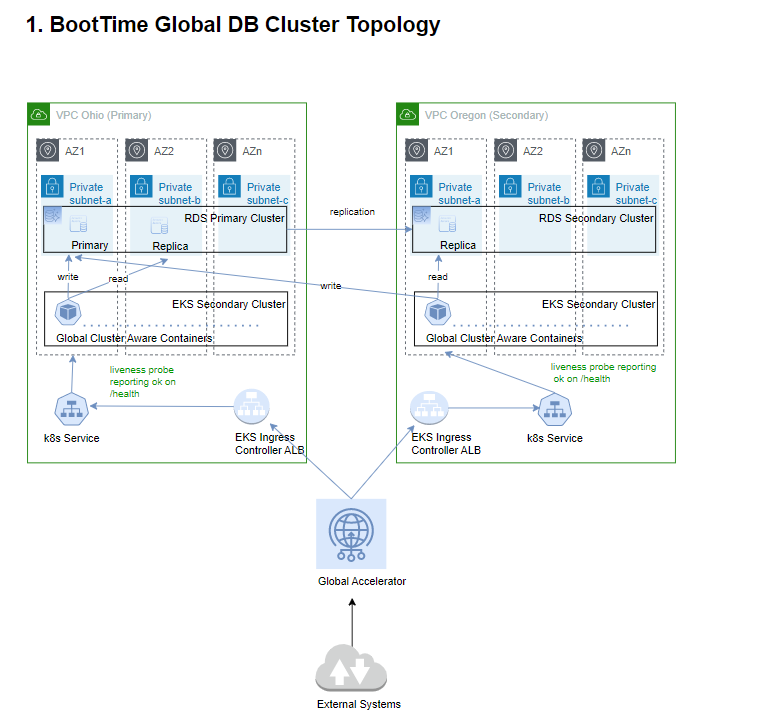 1. BootTime Global DB Cluster Topology
VPC Ohio (Primary)
AZ1
AZ2
AZn
Private
subnet-a
Private
subnet-b
Private
subnet-c
RDS Primary Cluster
Primary
Replica
write
read
EKS Secondary Cluster
Global Cluster Aware Containers
liveness probe
reporting ok on
/health
k8s Service
EKS Ingress
Controller ALB
replication
write
VPC Oregon (Secondary)
AZ1
AZ2
AZn
Private
subnet-a
Private
subnet-b
Private
subnet-c
RDS Secondary Cluster
Replica
read
EKS Secondary Cluster
Global Cluster Aware Containers
liveness probe reporting
ok on /health
EKS Ingress
Controller ALB
k8s Service
Global Accelerator
External Systems